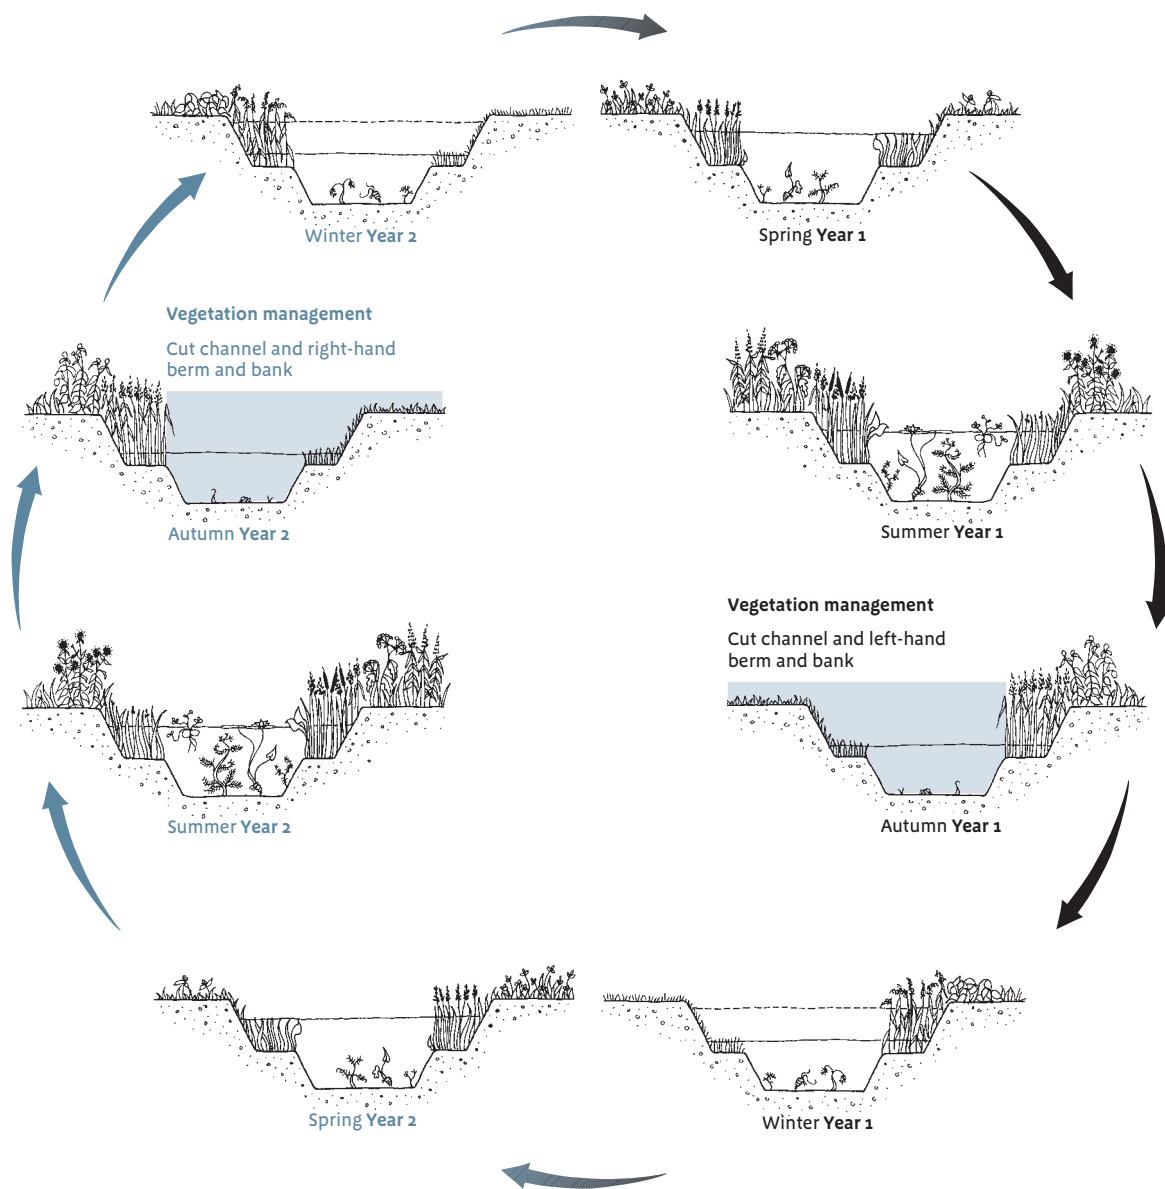 Winter Year 2
Spring Year 1
Vegetation management
Cut channel and right-hand
berm and bank
Autumn Year 2
Summer Year 1
Vegetation management
Cut channel and left-hand
berm and bank
Summer Year 2
Autumn Year 1
Spring Year 2
Winter Year 1